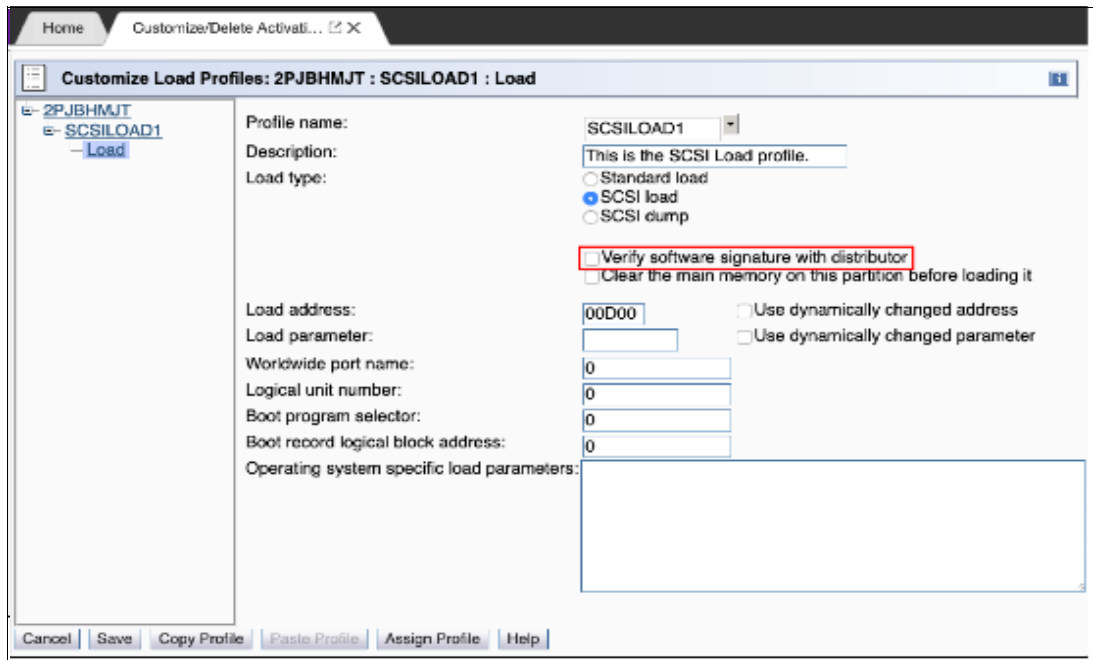 Home
Customize/Delete Activati...
Customize Load Profiles: 2PJBHMJT : SCSILOAD1 : Load
2PJBHMJT
SCSILOAD1
Load
Profile name: SCSILOAD1
Description: This is the SCSI Load profile.
Load type: Standard load
SCSI load
SCSI dump
Verify software signature with distributor
Clear the main memory on this partition before loading it
Load address: 00D00 Use dynamically changed address
Load parameter: Use dynamically changed parameter
Worldwide port name: 0
Logical unit number: 0
Boot program selector: 0
Boot record logical block address: 0
Operating system specific load parameters:
Cancel Save Copy Profile Paste Profile Assign Profile Help